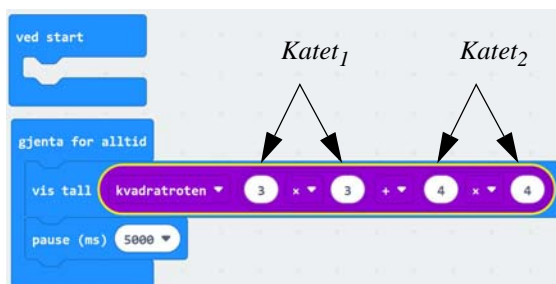 ved start
Katet1 Katet2
gjenta for alltid
vis tall kvadratroten 3 × 3 + 4 × 4
pause (ms) 5000